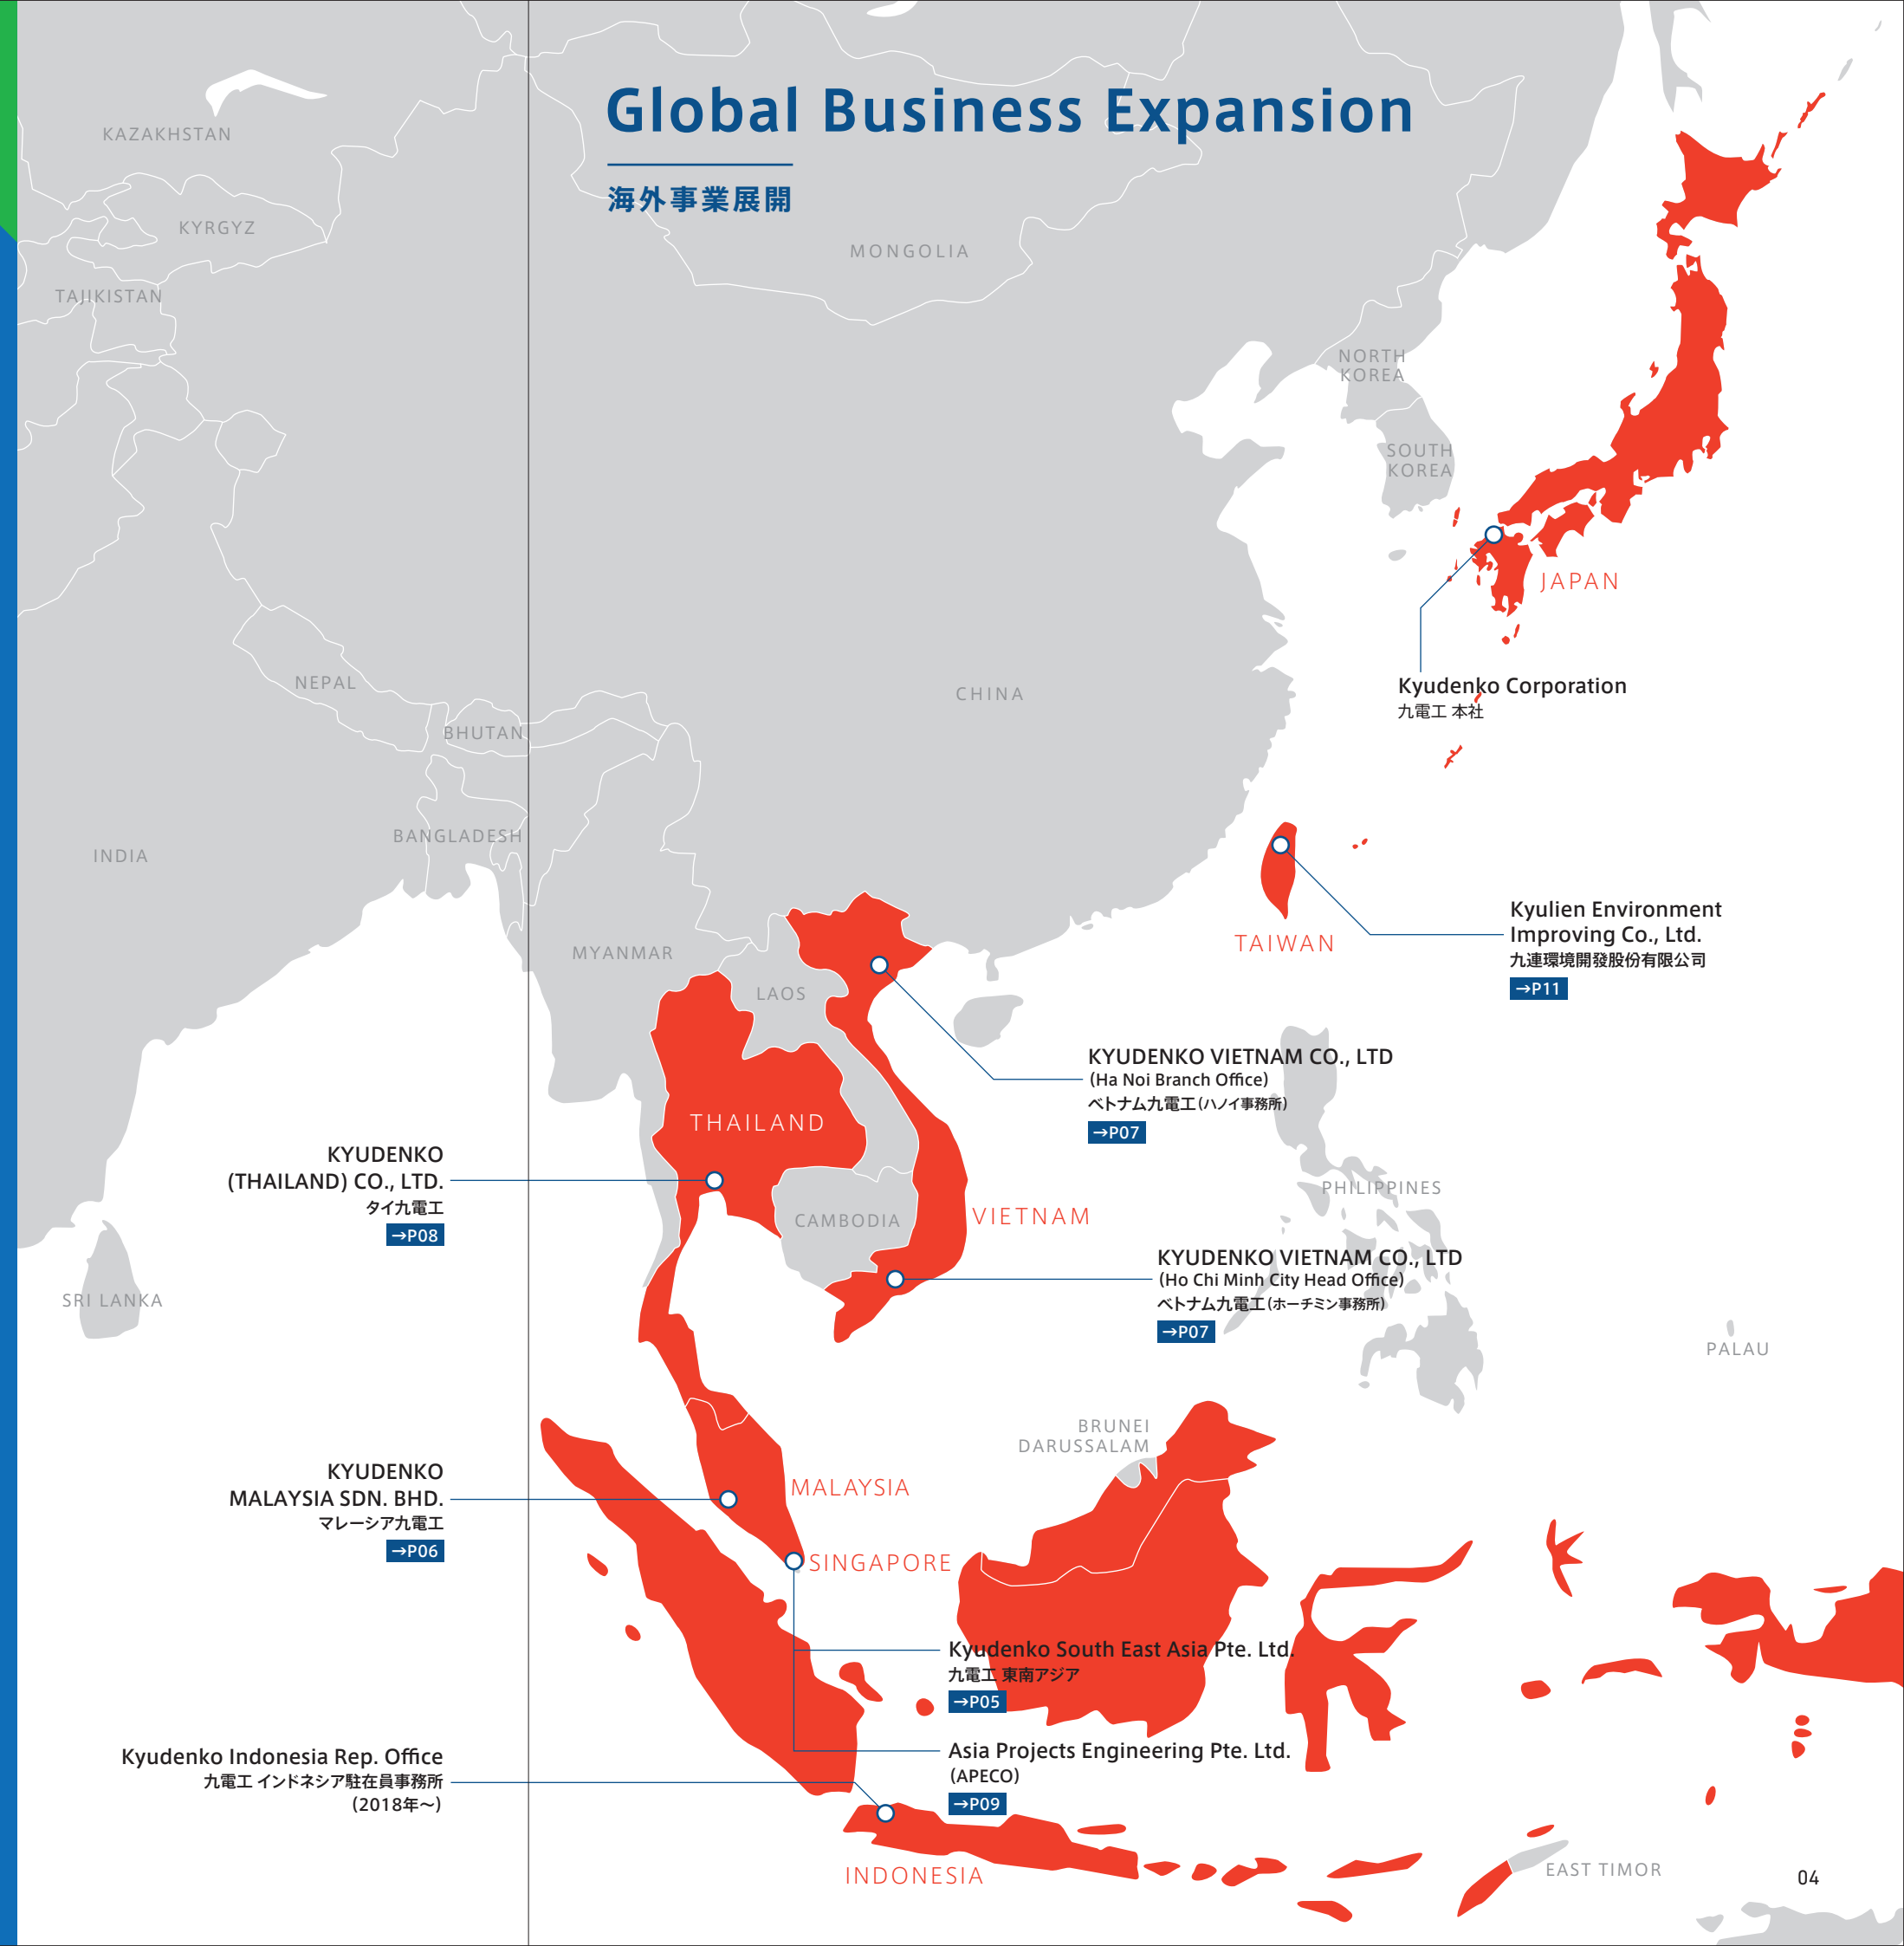 Global Business Expansion
海外事業展開
KAZAKHSTAN
KYRGYZ
TAJIKISTAN
MONGOLIA
NORTH
KOREA
SOUTH
KOREA
JAPAN
Kyudenko Corporation
九電工 本社
NEPAL
BHUTAN
CHINA
BANGLADESH
INDIA
MYANMAR
LAOS
TAIWAN
Kyulien Environment
Improving Co., Ltd.
九連環境開發股份有限公司
→P11
KYUDENKO VIETNAM CO., LTD
(Ha Noi Branch Office)
ベトナム九電工(ハノイ事務所)
→P07
THAILAND
KYUDENKO
(THAILAND) CO., LTD.
タイ九電工
→P08
CAMBODIA
VIETNAM
PHILIPPINES
KYUDENKO VIETNAM CO., LTD
(Ho Chi Minh City Head Office)
ベトナム九電工(ホーチミン事務所)
→P07
SRI LANKA
PALAU
BRUNEI
DARUSSALAM
KYUDENKO
MALAYSIA SDN. BHD.
マレーシア九電工
→P06
MALAYSIA
SINGAPORE
Kyudenko South East Asia Pte. Ltd.
九電工 東南アジア
→P05
Asia Projects Engineering Pte. Ltd.
(APECO)
→P09
Kyudenko Indonesia Rep. Office
九電工 インドネシア駐在員事務所
(2018年〜)
INDONESIA
EAST TIMOR
04